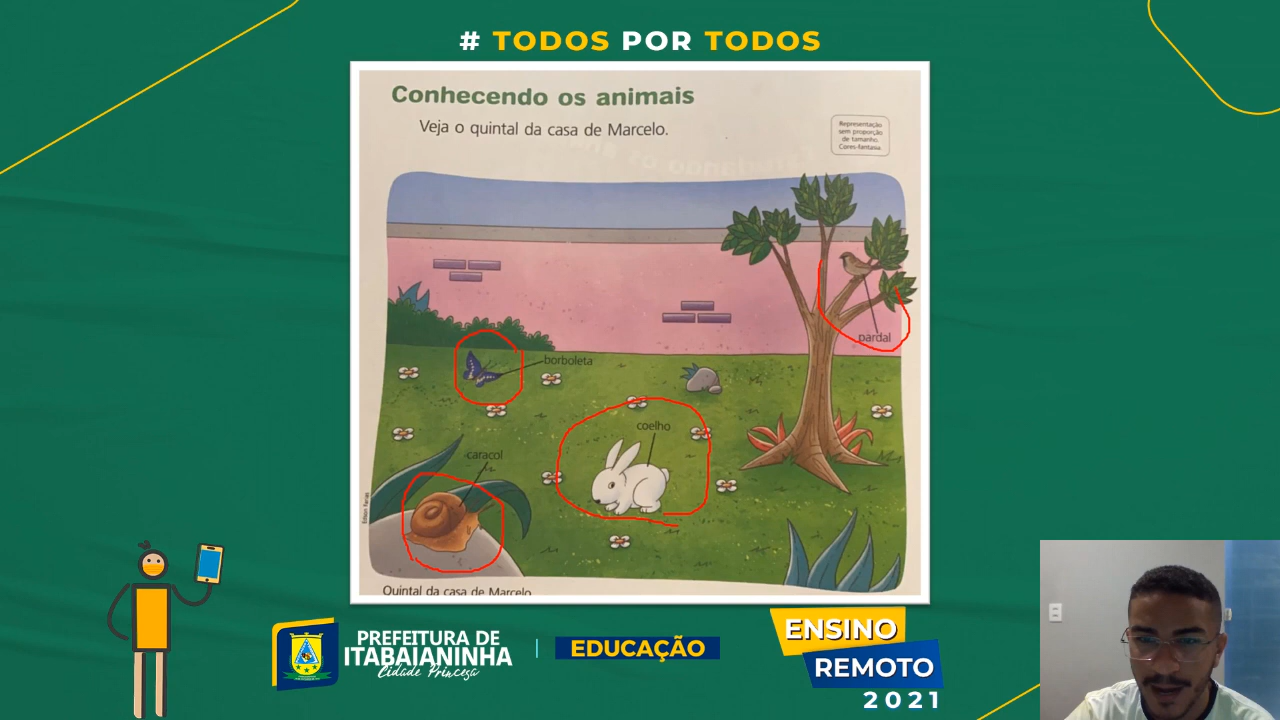 # TODOS POR TODOS
Conhecendo os animais
Veja o quintal da casa de Marcelo.
Representação
sem proporção
de tamanho.
Cores-fantasia.
pardal
borboleta
coelho
caracol
Quintal da casa de Marcelo
PREFEITURA DE
ITABAIANINHA
Cidade Princesa
EDUCAÇÃO
ENSINO
REMOTO
2021